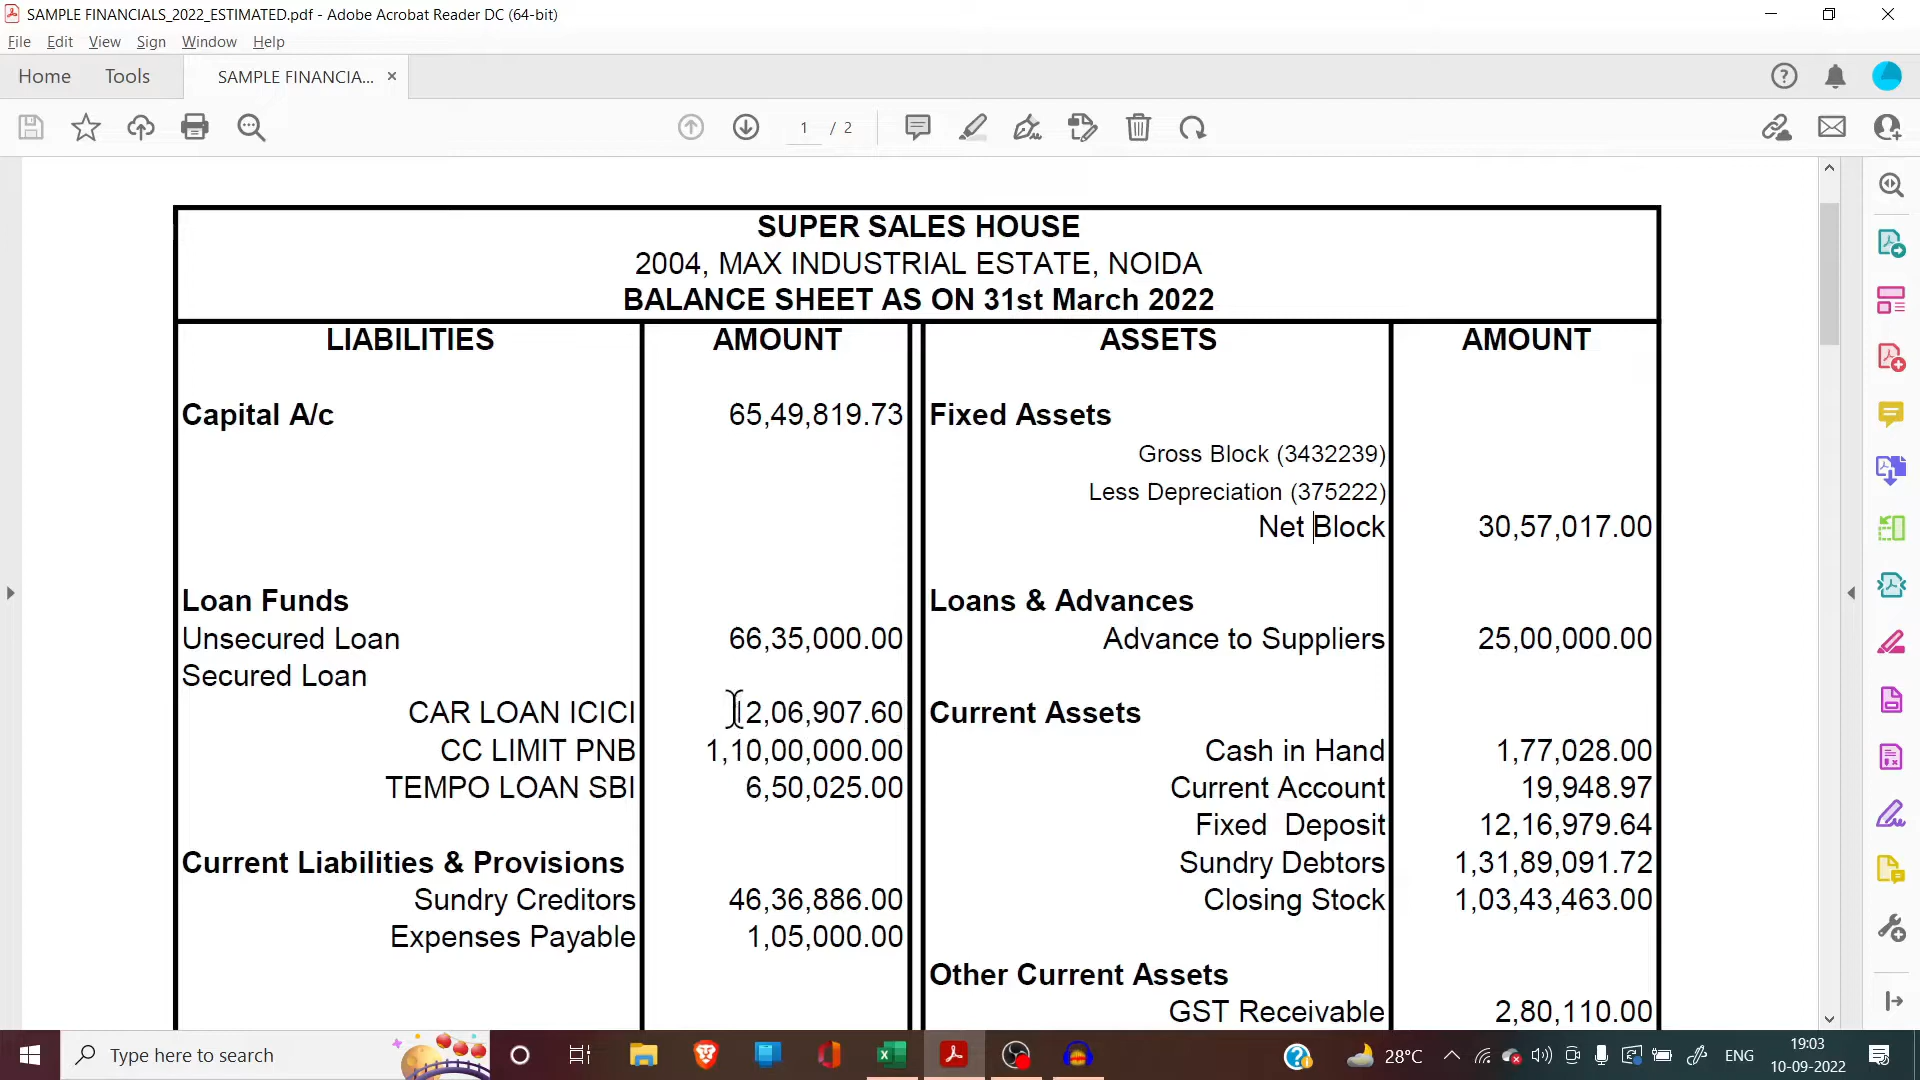 SAMPLE FINANCIALS_2022_ESTIMATED.pdf - Adobe Acrobat Reader DC (64-bit)
File Edit View Sign Window Help
Home Tools SAMPLE FINANCIA... ×
1 / 2
SUPER SALES HOUSE
2004, MAX INDUSTRIAL ESTATE, NOIDA
BALANCE SHEET AS ON 31st March 2022
LIABILITIES AMOUNT ASSETS AMOUNT
Capital A/c 65,49,819.73 Fixed Assets
Gross Block (3432239)
Less Depreciation (375222)
Net Block 30,57,017.00
Loan Funds Loans & Advances
Unsecured Loan 66,35,000.00 Advance to Suppliers 25,00,000.00
Secured Loan
CAR LOAN ICICI 12,06,907.60 Current Assets
CC LIMIT PNB 1,10,00,000.00 Cash in Hand 1,77,028.00
TEMPO LOAN SBI 6,50,025.00 Current Account 19,948.97
Fixed Deposit 12,16,979.64
Current Liabilities & Provisions Sundry Debtors 1,31,89,091.72
Sundry Creditors 46,36,886.00 Closing Stock 1,03,43,463.00
Expenses Payable 1,05,000.00
Other Current Assets
GST Receivable 2,80,110.00
Type here to search
28°C
ENG
19:03
10-09-2022